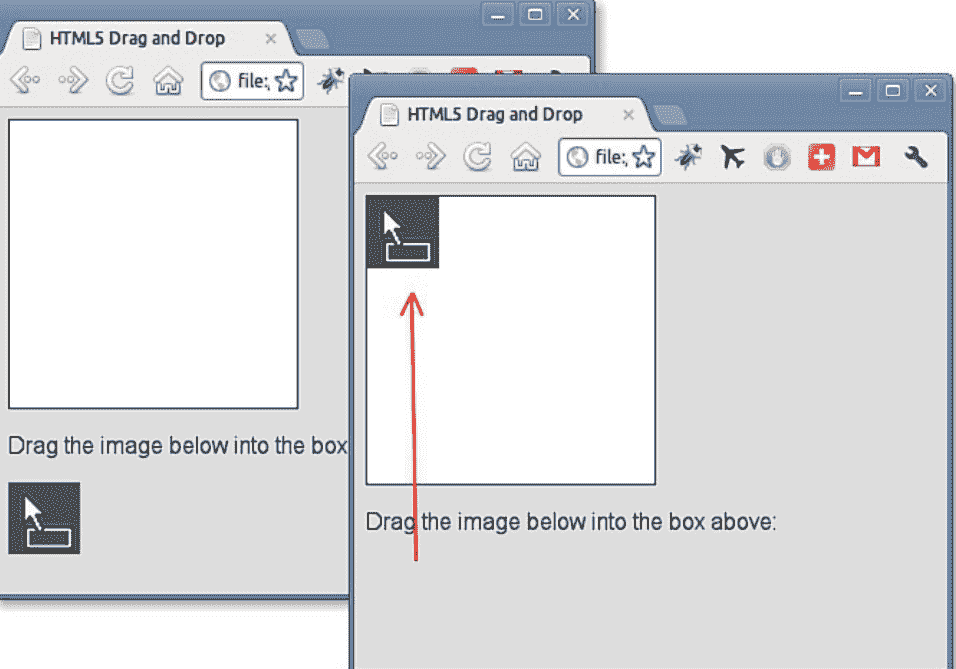 HTML5 Drag and Drop
file:
Drag the image below into the box
HTML5 Drag and Drop
file:
Drag the image below into the box above: